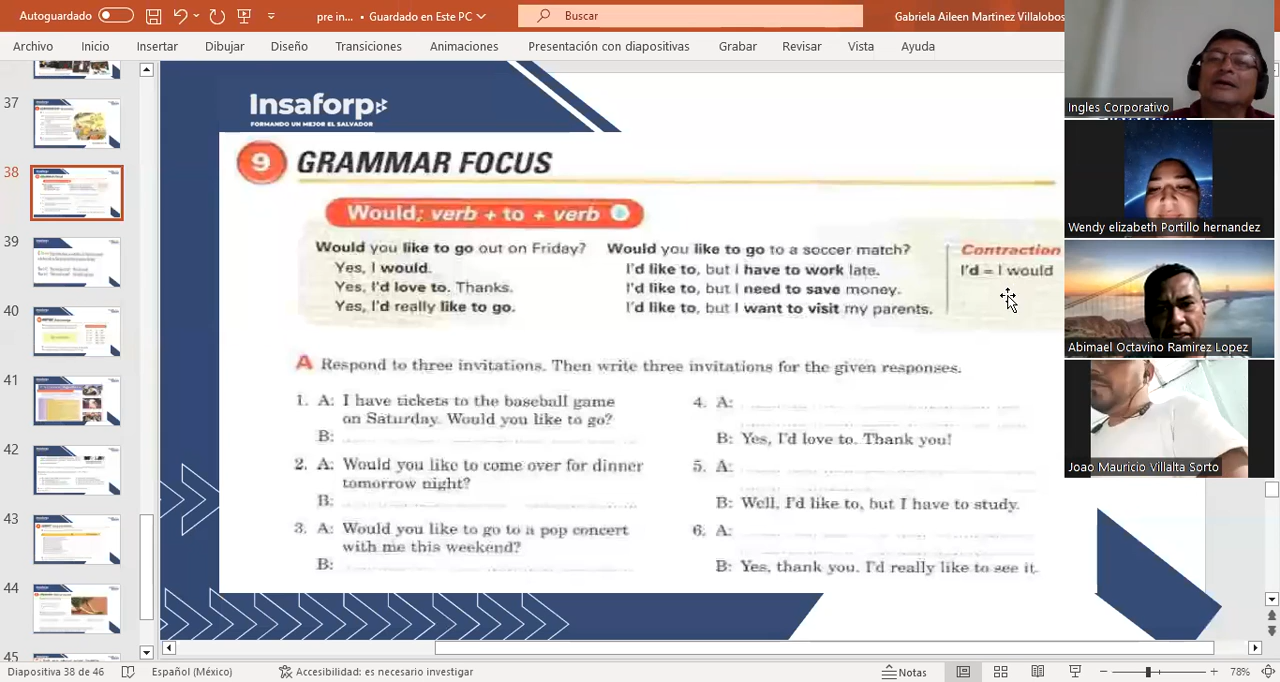 Autoguardado
pre in... • Guardado en Este PC
Buscar
Gabriela Aileen Martinez Villalobos
Archivo
Inicio
Insertar
Dibujar
Diseño
Transiciones
Animaciones
Presentación con diapositivas
Grabar
Revisar
Vista
Ayuda
37
38
39
40
41
42
43
44
45
Insaforp
FORMANDO UN MEJOR EL SALVADOR
9 GRAMMAR FOCUS
Would; verb + to + verb
Would you like to go out on Friday?
Yes, I would.
Yes, I'd love to. Thanks.
Yes, I'd really like to go.
Would you like to go to a soccer match?
I'd like to, but I have to work late.
I'd like to, but I need to save money.
I'd like to, but I want to visit my parents.
Contraction
I'd = I would
A Respond to three invitations. Then write three invitations for the given responses.
1. A: I have tickets to the baseball game
on Saturday. Would you like to go?
B:
2. A: Would you like to come over for dinner
tomorrow night?
B:
3. A: Would you like to go to a pop concert
with me this weekend?
B:
4. A:
B: Yes, I'd love to. Thank you!
5. A:
B: Well, I'd like to, but I have to study.
6. A:
B: Yes, thank you. I'd really like to see it.
Ingles Corporativo
Wendy elizabeth Portillo hernandez
Abimael Octavino Ramirez Lopez
Joao Mauricio Villalta Sorto
Diapositiva 38 de 46
Español (México)
Accesibilidad: es necesario investigar
Notas
78%